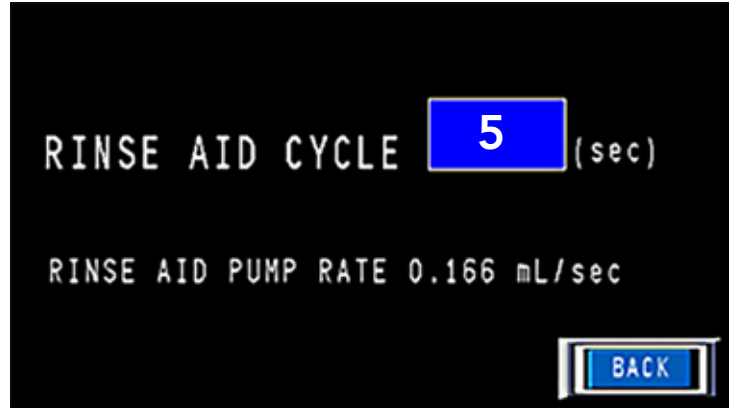 RINSE AID CYCLE 5 (sec)
RINSE AID PUMP RATE 0.166 mL/sec
BACK